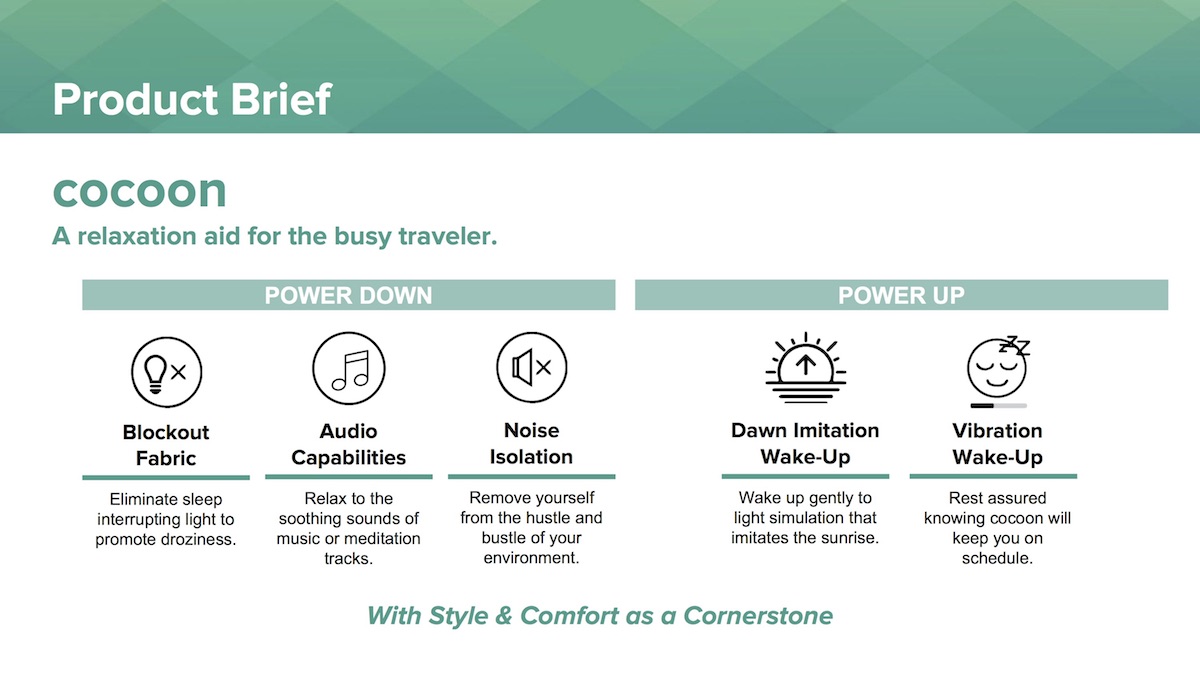 Product Brief
cocoon
A relaxation aid for the busy traveler.
POWER DOWN
Blockout
Fabric
Eliminate sleep
interrupting light to
promote droziness.
Audio
Capabilities
Relax to the
soothing sounds of
music or meditation
tracks.
Noise
Isolation
Remove yourself
from the hustle and
bustle of your
environment.
POWER UP
Dawn Imitation
Wake-Up
Wake up gently to
light simulation that
imitates the sunrise.
zZZ
Vibration
Wake-Up
Rest assured
knowing cocoon will
keep you on
schedule.
With Style & Comfort as a Cornerstone